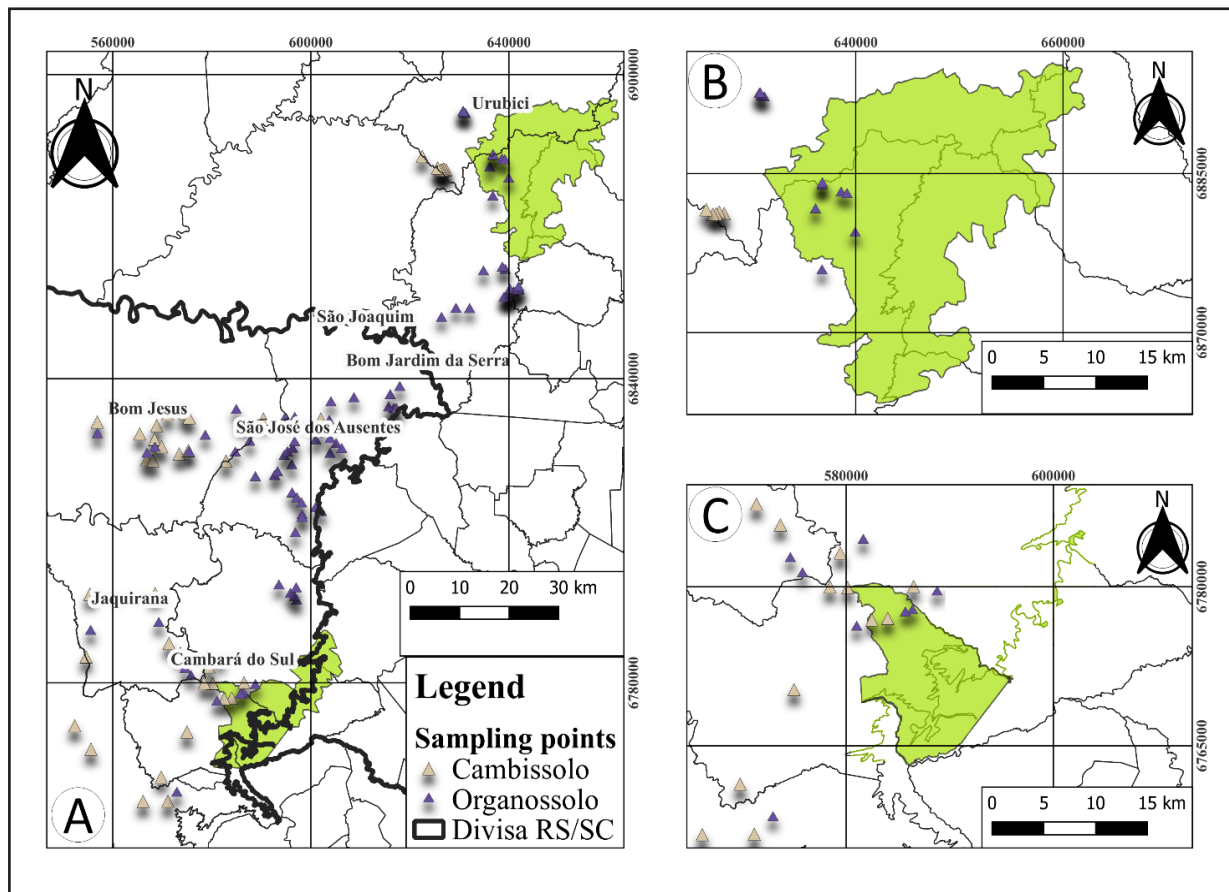 560000 600000 640000
N
6900000
Urubici
São Joaquim
Bom Jardim da Serra
6840000
Bom Jesus
São José dos Ausentes
0 10 20 30 km
Jaquirana
Cambará do Sul
6780000
Legend
Sampling points
Cambissolo
Organossolo
Divisa RS/SC
A
B
640000 660000
N
6885000
6870000
0 5 10 15 km
C
580000 600000
N
6780000
6765000
0 5 10 15 km